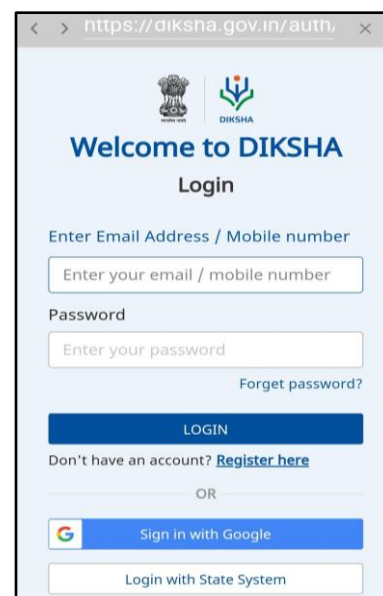 https://diksha.gov.in/auth/
DIKSHA
Welcome to DIKSHA
Login
Enter Email Address / Mobile number
Enter your email / mobile number
Password
Enter your password
Forget password?
LOGIN
Don't have an account? Register here
OR
Sign in with Google
Login with State System